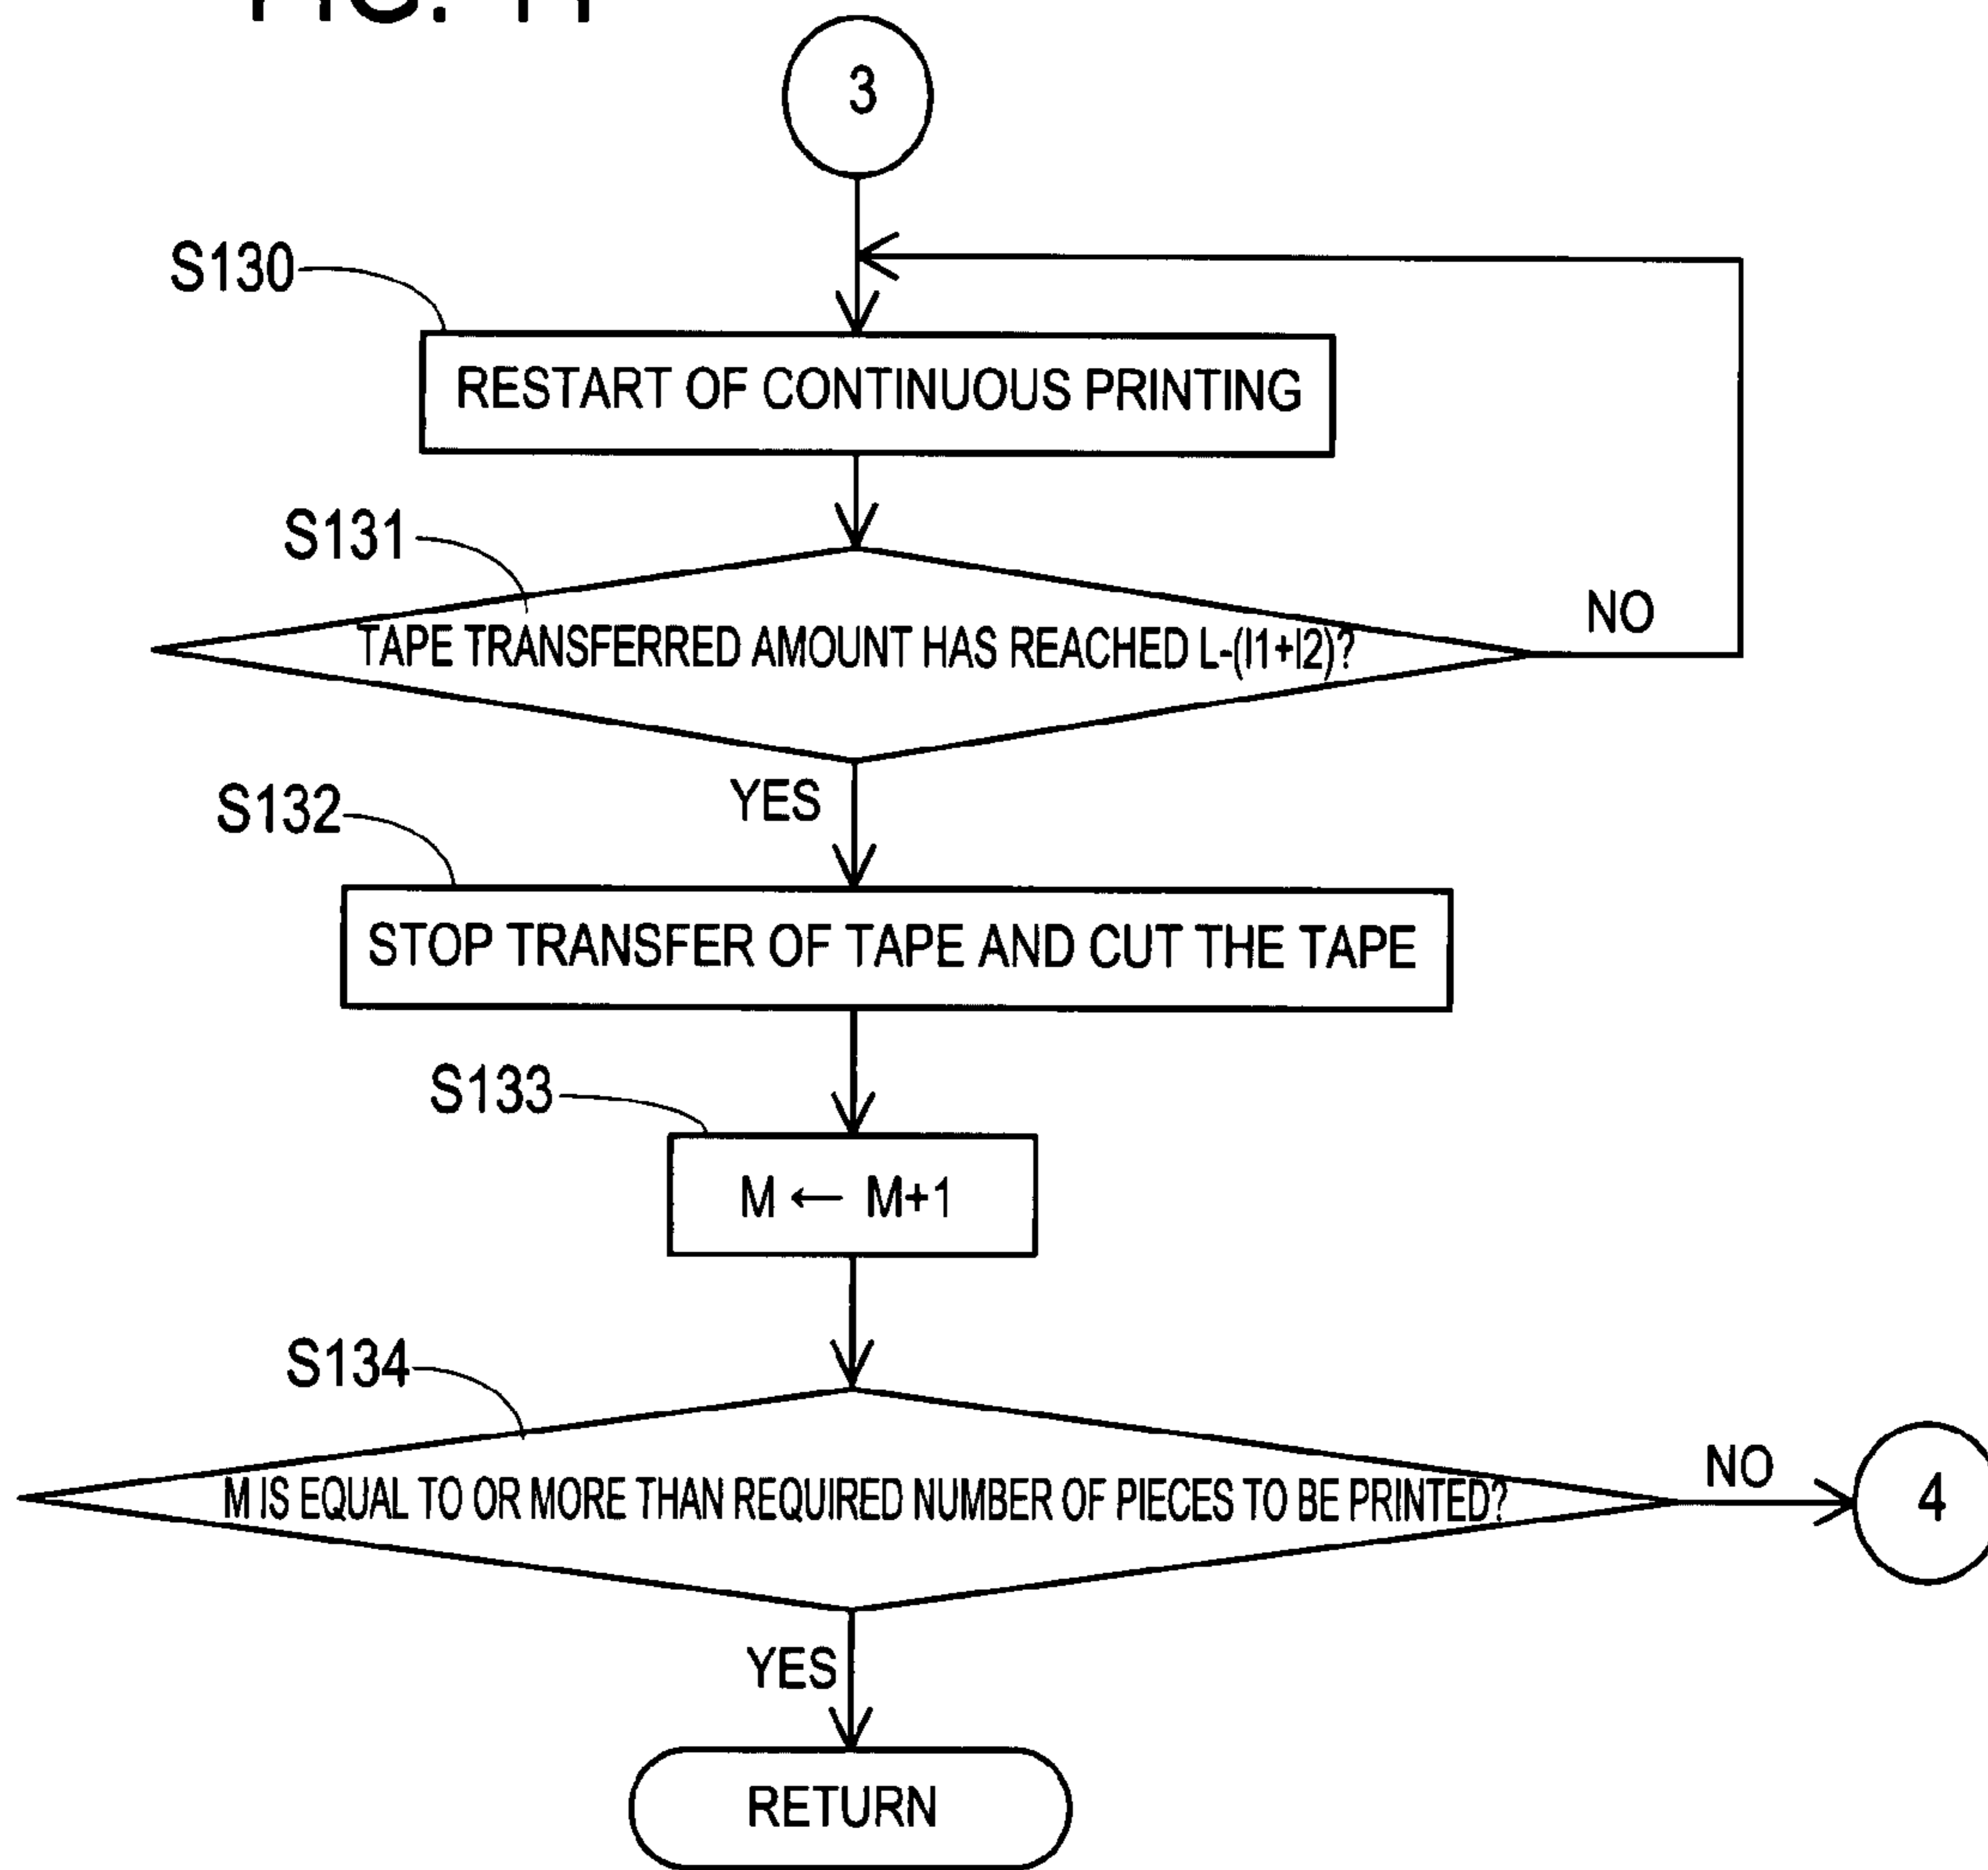 3
S130
RESTART OF CONTINUOUS PRINTING
S131
TAPE TRANSFERRED AMOUNT HAS REACHED L-(l1+l2)?
NO
YES
S132
STOP TRANSFER OF TAPE AND CUT THE TAPE
S133
M ← M+1
S134
M IS EQUAL TO OR MORE THAN REQUIRED NUMBER OF PIECES TO BE PRINTED?
NO
4
YES
RETURN